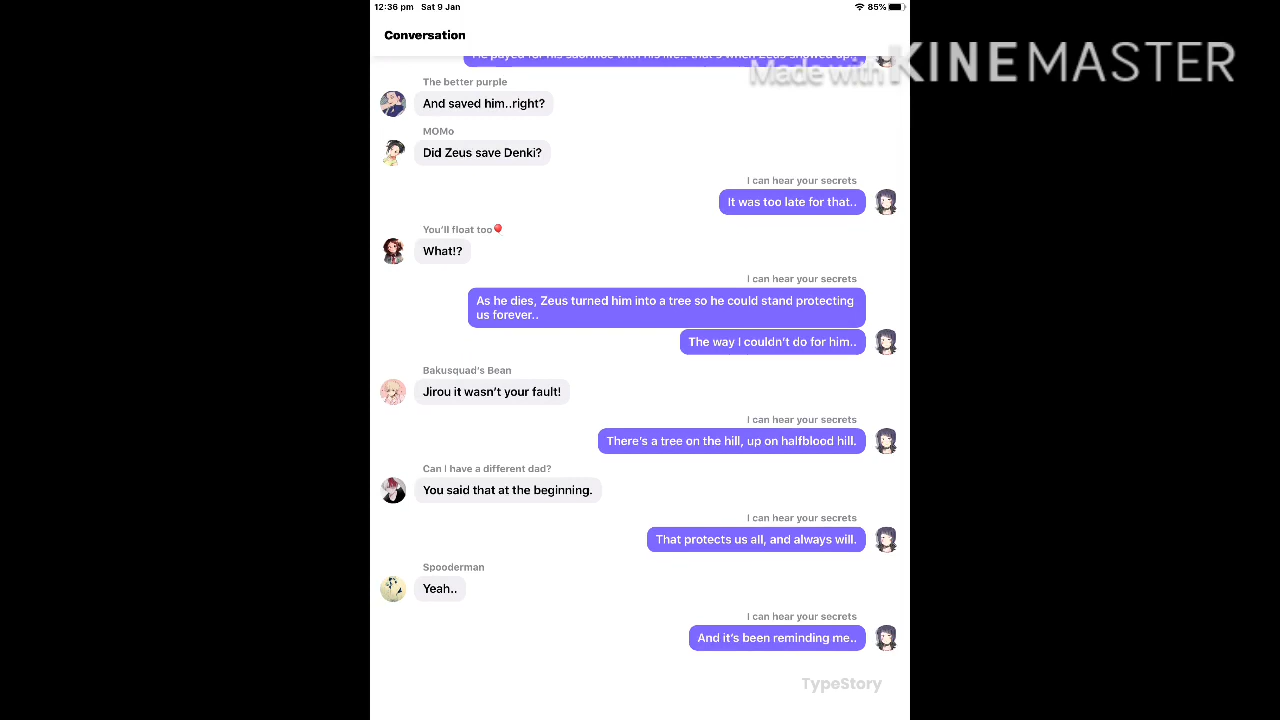 12:36 pm Sat 9 Jan 85%
Conversation
Made with KINEMASTER
The better purple
And saved him..right?
MOMo
Did Zeus save Denki?
I can hear your secrets
It was too late for that..
You'll float too🎈
What!?
I can hear your secrets
As he dies, Zeus turned him into a tree so he could stand protecting
us forever..
The way I couldn't do for him..
Bakusquad's Bean
Jirou it wasn't your fault!
I can hear your secrets
There's a tree on the hill, up on halfblood hill.
Can I have a different dad?
You said that at the beginning.
I can hear your secrets
That protects us all, and always will.
Spooderman
Yeah..
I can hear your secrets
And it's been reminding me..
TypeStory